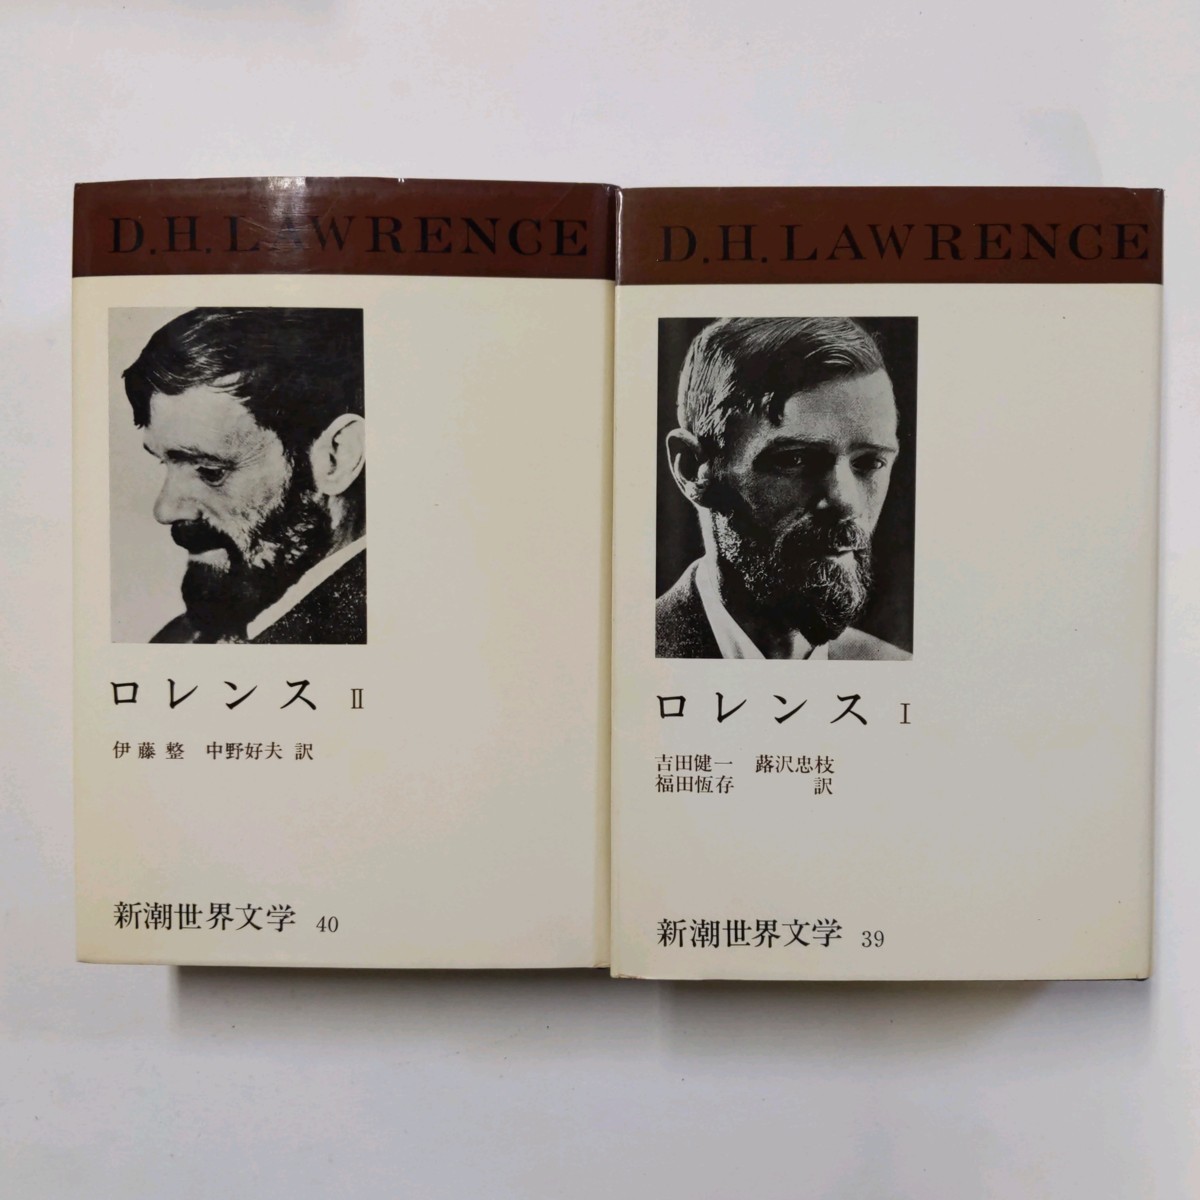 D.H.LAWRENCE
ロレンス II
伊藤整 中野好夫 訳
新潮世界文学 40
D.H.LAWRENCE
ロレンス I
吉田健一 蕗沢忠枝
福田恆存 訳
新潮世界文学 39